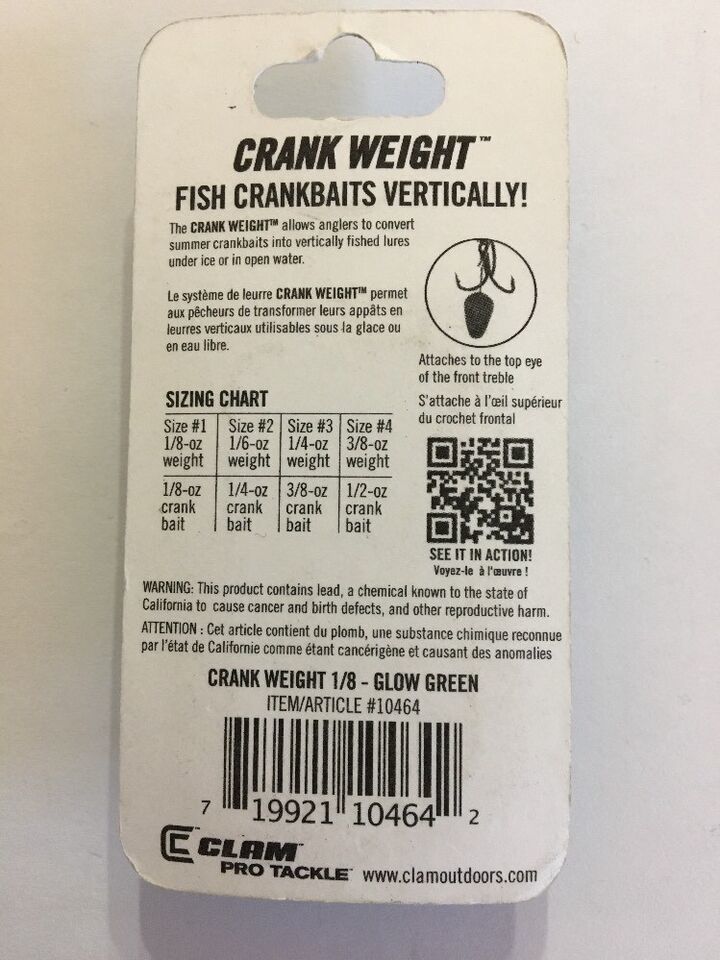 CRANK WEIGHT™
FISH CRANKBAITS VERTICALLY!
The CRANK WEIGHT™ allows anglers to convert
summer crankbaits into vertically fished lures
under ice or in open water.
Le système de leurre CRANK WEIGHT™ permet
aux pêcheurs de transformer leurs appâts en
leurres verticaux utilisables sous la glace ou
en eau libre.
Attaches to the top eye
of the front treble
S'attache à l'œil supérieur
du crochet frontal
SIZING CHART
Size #1 Size #2 Size #3 Size #4
1/8-oz 1/6-oz 1/4-oz 3/8-oz
weight weight weight weight
1/8-oz 1/4-oz 3/8-oz 1/2-oz
crank crank crank crank
bait bait bait bait
SEE IT IN ACTION!
Voyez-le à l'œuvre !
WARNING: This product contains lead, a chemical known to the state of
California to cause cancer and birth defects, and other reproductive harm.
ATTENTION : Cet article contient du plomb, une substance chimique reconnue
par l'état de Californie comme étant cancérigène et causant des anomalies
CRANK WEIGHT 1/8 - GLOW GREEN
ITEM/ARTICLE #10464
7 19921 10464 2
CLAM™
PRO TACKLE™ www.clamoutdoors.com